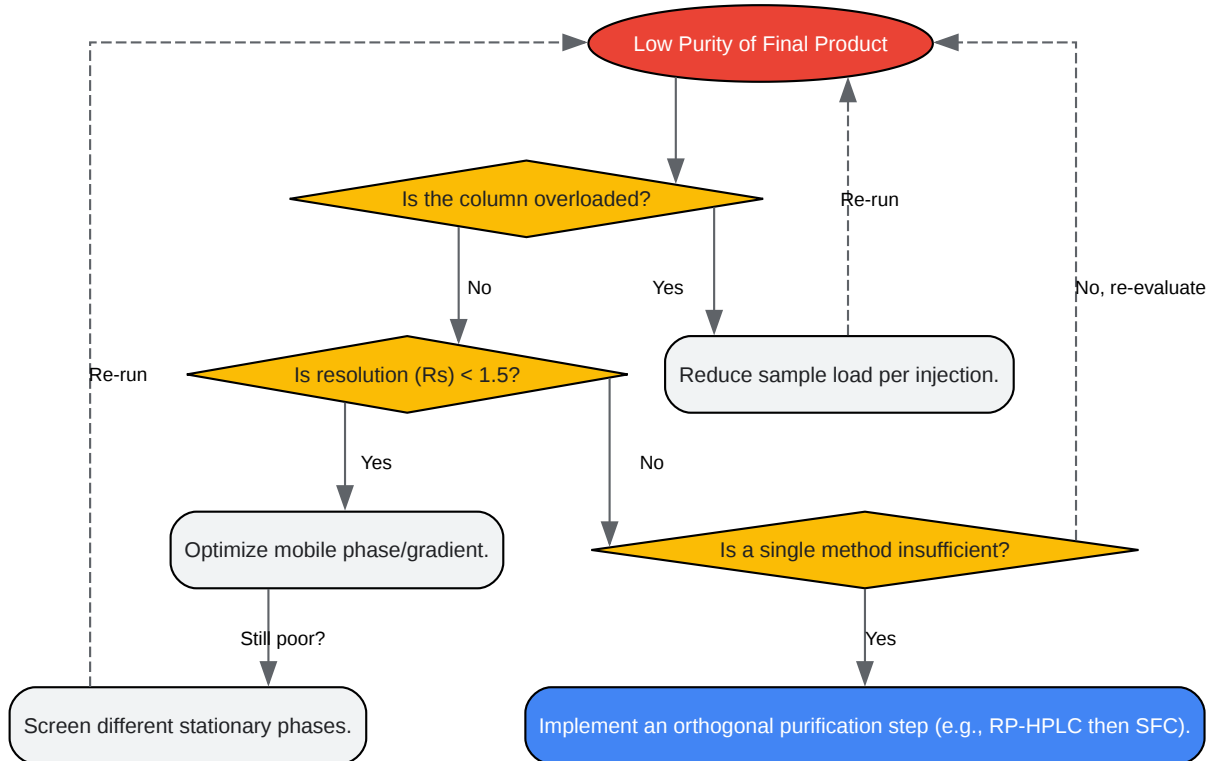 Low Purity of Final Product
Is the column overloaded?
Re-run
No
Yes
No, re-evaluate
Is resolution (Rs) < 1.5?
Reduce sample load per injection.
Re-run
Yes
No
Optimize mobile phase/gradient.
Is a single method insufficient?
Still poor?
Yes
Screen different stationary phases.
Implement an orthogonal purification step (e.g., RP-HPLC then SFC).